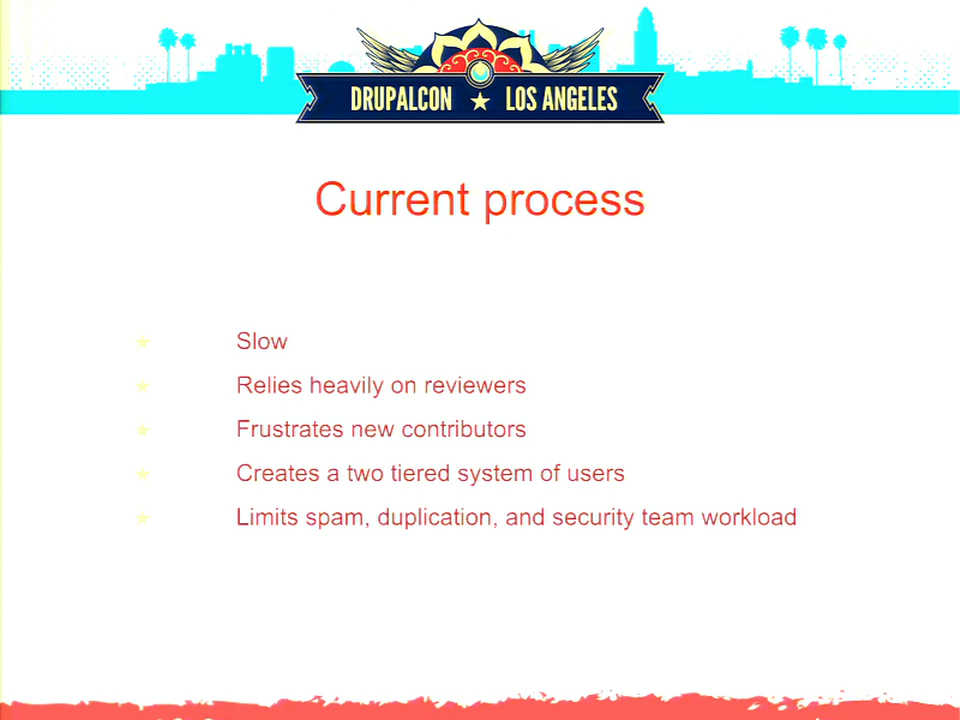 DRUPALCON ★ LOS ANGELES
Current process
★ Slow
★ Relies heavily on reviewers
★ Frustrates new contributors
★ Creates a two tiered system of users
★ Limits spam, duplication, and security team workload